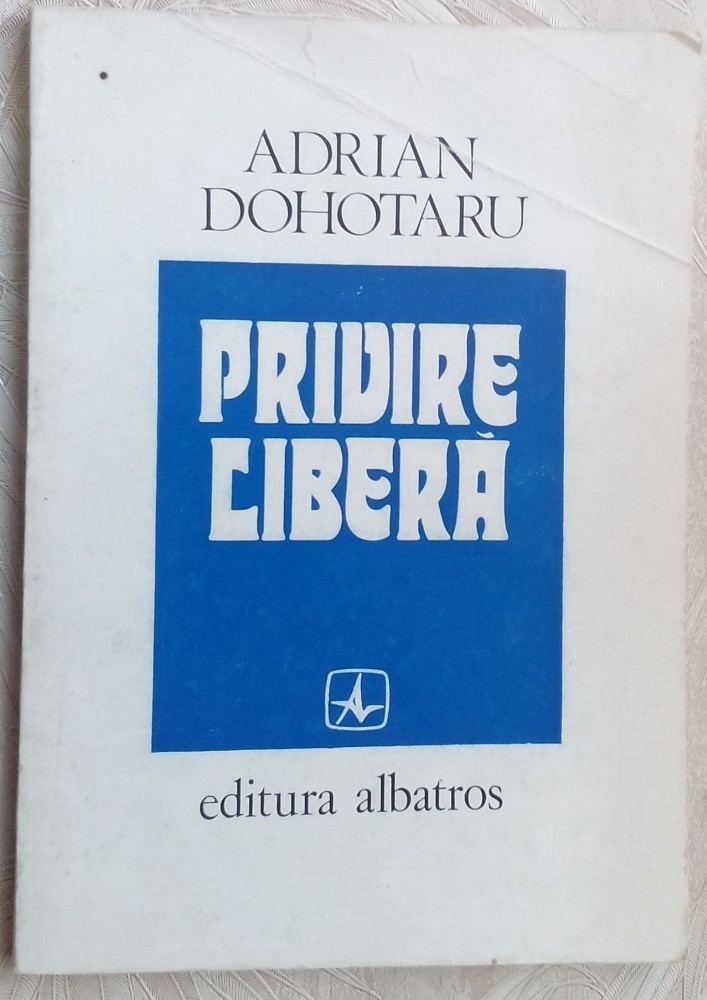 ADRIAN
DOHOTARU
PRIVIRE
LIBERĂ
editura albatros